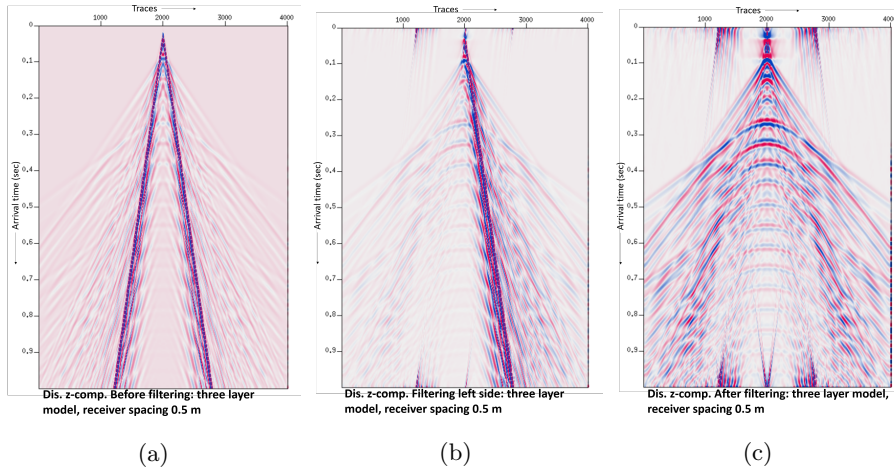 Traces
1000 2000 3000 4000
0,1
0,2
0,3
0,4
0,5
0,6
0,7
0,8
0,9
Arrival time (sec)
Dis. z-comp. Before filtering: three layer
model, receiver spacing 0.5 m
(a)
Traces
1000 2000 3000 4000
0,1
0,2
0,3
0,4
0,5
0,6
0,7
0,8
0,9
Arrival time (sec)
Dis. z-comp. Filtering left side: three layer
model, receiver spacing 0.5 m
(b)
Traces
1000 2000 3000 4000
0,1
0,2
0,3
0,4
0,5
0,6
0,7
0,8
0,9
Arrival time (sec)
Dis. z-comp. After filtering: three layer model,
receiver spacing 0.5 m
(c)